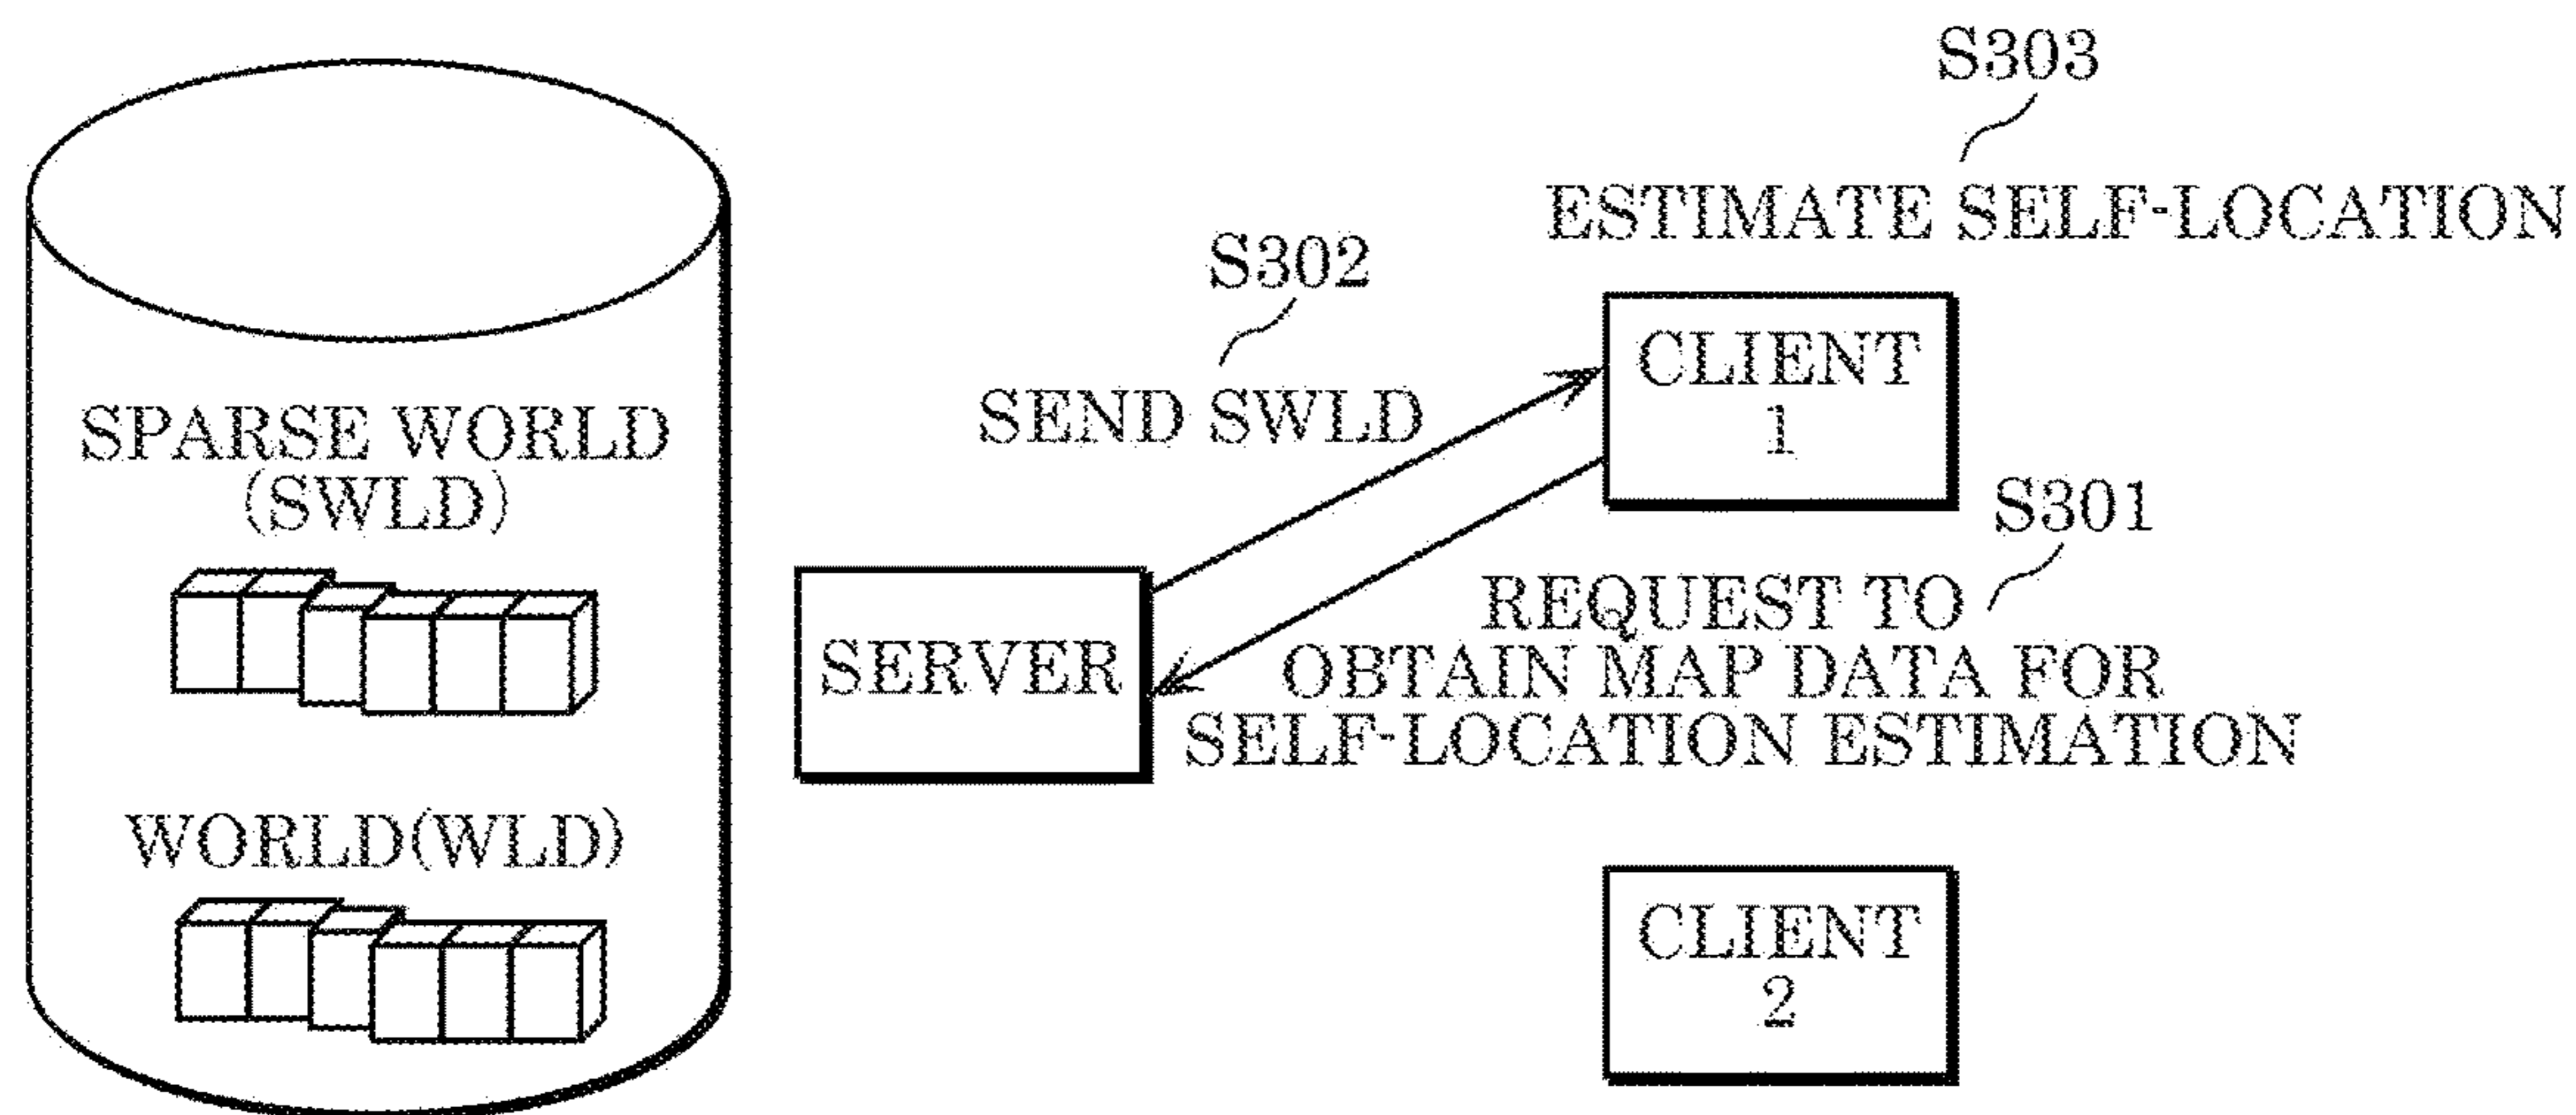 S303
ESTIMATE SELF-LOCATION
S302
SEND SWLD
CLIENT
1
SPARSE WORLD
(SWLD)
S301
REQUEST TO
OBTAIN MAP DATA FOR
SELF-LOCATION ESTIMATION
SERVER
WORLD(WLD)
CLIENT
2